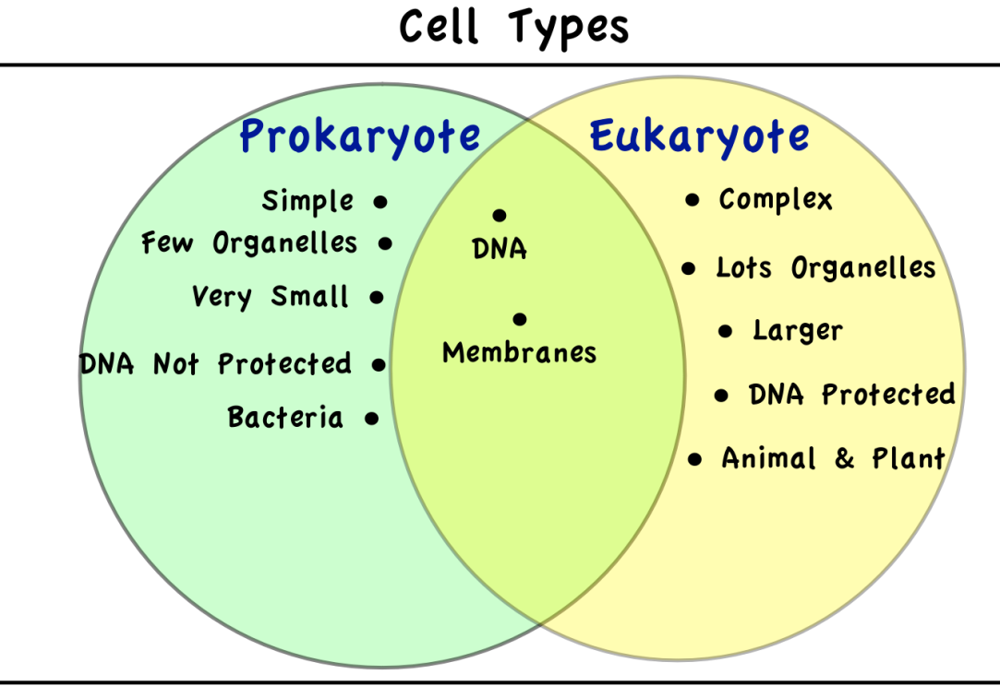 Cell Types
Prokaryote
Simple •
Few Organelles •
Very Small •
DNA Not Protected •
Bacteria •
•
DNA
•
Membranes
Eukaryote
• Complex
• Lots Organelles
• Larger
• DNA Protected
• Animal & Plant